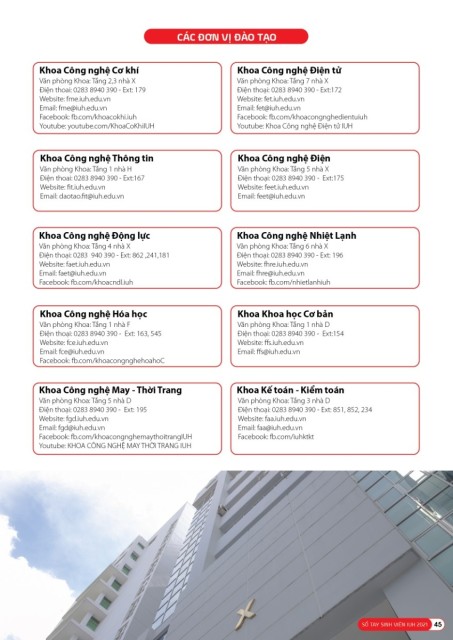 CÁC ĐƠN VỊ ĐÀO TẠO
Khoa Công nghệ Cơ khí
Văn phòng Khoa: Tầng 2,3 nhà X
Điện thoại: 0283 8940 390 - Ext: 179
Website: fme.iuh.edu.vn
Email: fme@iuh.edu.vn
Facebook: fb.com/khoacokhi.iuh
Youtube: youtube.com/KhoaCoKhiIUH
Khoa Công nghệ Điện tử
Văn phòng Khoa: Tầng 7 nhà X
Điện thoại: 0283 8940 390 - Ext:172
Website: fet.iuh.edu.vn
Email: fet@iuh.edu.vn
Facebook: fb.com/khoacongnghedientuiuh
Youtube: Khoa Công nghệ Điện tử IUH
Khoa Công nghệ Thông tin
Văn phòng Khoa: Tầng 1 nhà H
Điện thoại: 0283 8940 390 - Ext:167
Website: fit.iuh.edu.vn
Email: daotao.fit@iuh.edu.vn
Khoa Công nghệ Điện
Văn phòng Khoa: Tầng 5 nhà X
Điện thoại: 0283 8940 390 - Ext:175
Website: feet.iuh.edu.vn
Email: feet@iuh.edu.vn
Khoa Công nghệ Động lực
Văn phòng Khoa: Tầng 4 nhà X
Điện thoại: 0283 940 390 - Ext: 862 ,241,181
Website: faet.iuh.edu.vn
Email: faet@iuh.edu.vn
Facebook: fb.com/khoacndl.iuh
Khoa Công nghệ Nhiệt Lạnh
Văn phòng Khoa: Tầng 6 nhà X
Điện thoại: 0283 8940 390 - Ext: 196
Website: fhre.iuh.edu.vn
Email: fhre@iuh.edu.vn
Facebook: fb.com/nhietlanhiuh
Khoa Công nghệ Hóa học
Văn phòng Khoa: Tầng 1 nhà F
Điện thoại: 0283 8940 390 - Ext: 163, 545
Website: fce.iuh.edu.vn
Email: fce@iuh.edu.vn
Facebook: fb.com/khoacongnghehoahoC
Khoa Khoa học Cơ bản
Văn phòng Khoa: Tầng 1 nhà D
Điện thoại: 0283 8940 390 - Ext:154
Website: ffs.iuh.edu.vn
Email: ffs@iuh.edu.vn
Khoa Công nghệ May - Thời Trang
Văn phòng Khoa: Tầng 5 nhà D
Điện thoại: 0283 8940 390 - Ext: 195
Website: fgd.iuh.edu.vn
Email: fgd@iuh.edu.vn
Facebook: fb.com/khoacongnghemaythoitrangIUH
Youtube: KHOA CÔNG NGHỆ MAY THỜI TRANG IUH
Khoa Kế toán - Kiểm toán
Văn phòng Khoa: Tầng 3 nhà D
Điện thoại: 0283 8940 390 - Ext: 851, 852, 234
Website: faa.iuh.edu.vn
Email: faa@iuh.edu.vn
Facebook: fb.com/iuhktkt
SỔ TAY SINH VIÊN IUH 2021 45